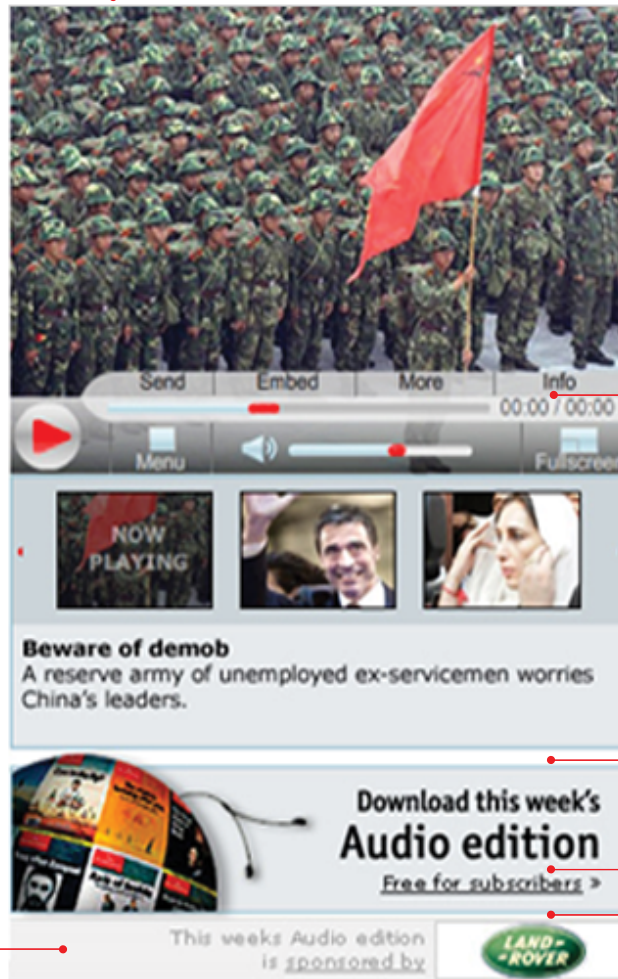 Send Embed More Info
00:00 / 00:00
Menu Fullscreen
NOW
PLAYING
Beware of demob
A reserve army of unemployed ex-servicemen worries
China's leaders.
Download this week's
Audio edition
Free for subscribers »
This weeks Audio edition
is sponsored by
LAND-
-ROVER